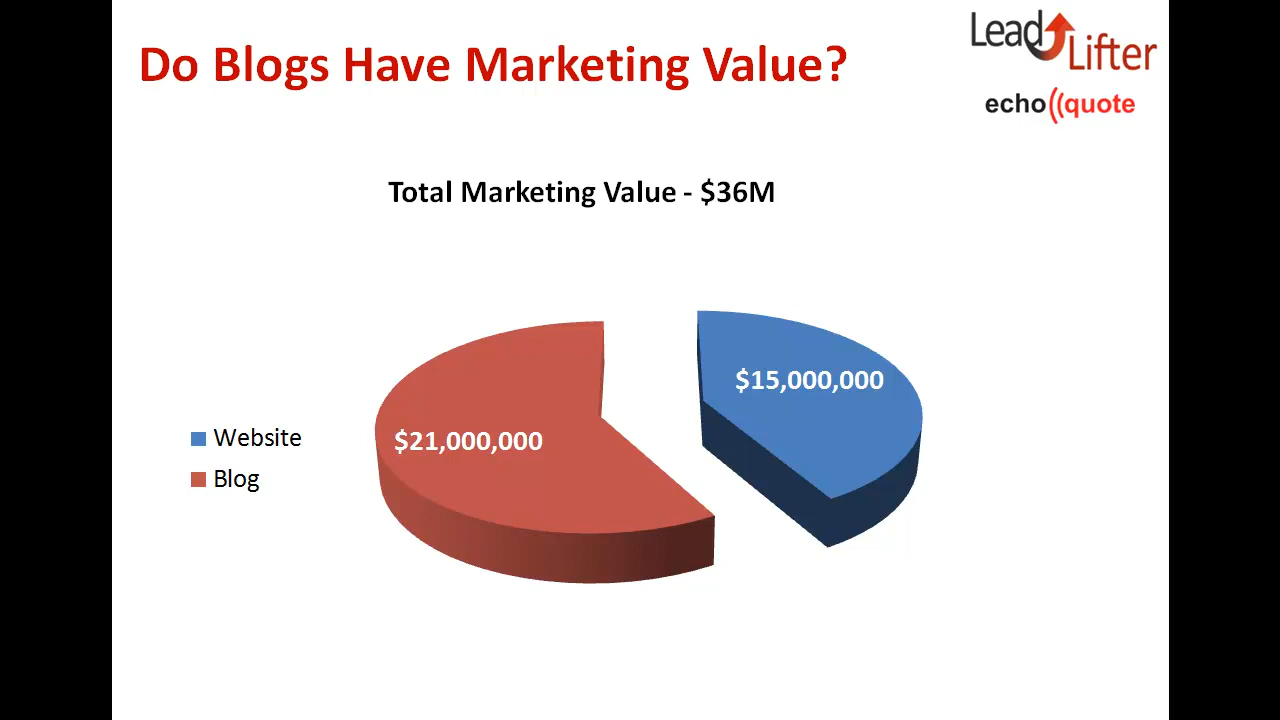 Do Blogs Have Marketing Value?
Lead Lifter
echo((quote
Total Marketing Value - $36M
$15,000,000
$21,000,000
Website
Blog